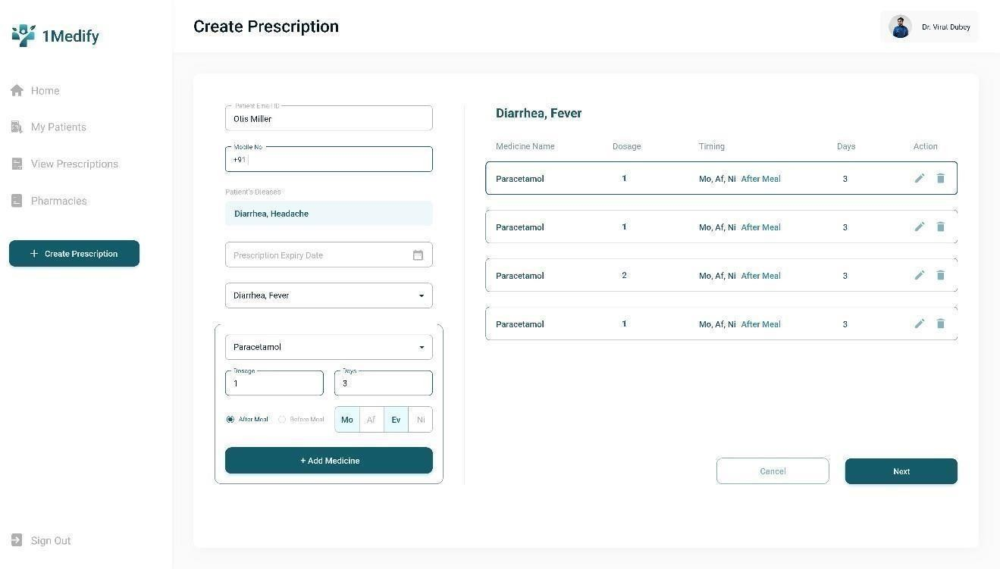 1Medify
Create Prescription
Dr. Viral Dubey
Home
My Patients
View Prescriptions
Pharmacies
+ Create Prescription
Sign Out
Patient Email ID
Otis Miller
Mobile No
+91
Patient's Dieases
Diarrhea, Headache
Prescription Expiry Date
Diarrhea, Fever
Paracetamol
Dosage
1
Days
3
After Meal Before Meal Mo Af Ev Ni
+ Add Medicine
Diarrhea, Fever
Medicine Name Dosage Timing Days Action
Paracetamol 1 Mo, Af, Ni After Meal 3
Paracetamol 1 Mo, Af, Ni After Meal 3
Paracetamol 2 Mo, Af, Ni After Meal 3
Paracetamol 1 Mo, Af, Ni After Meal 3
Cancel Next